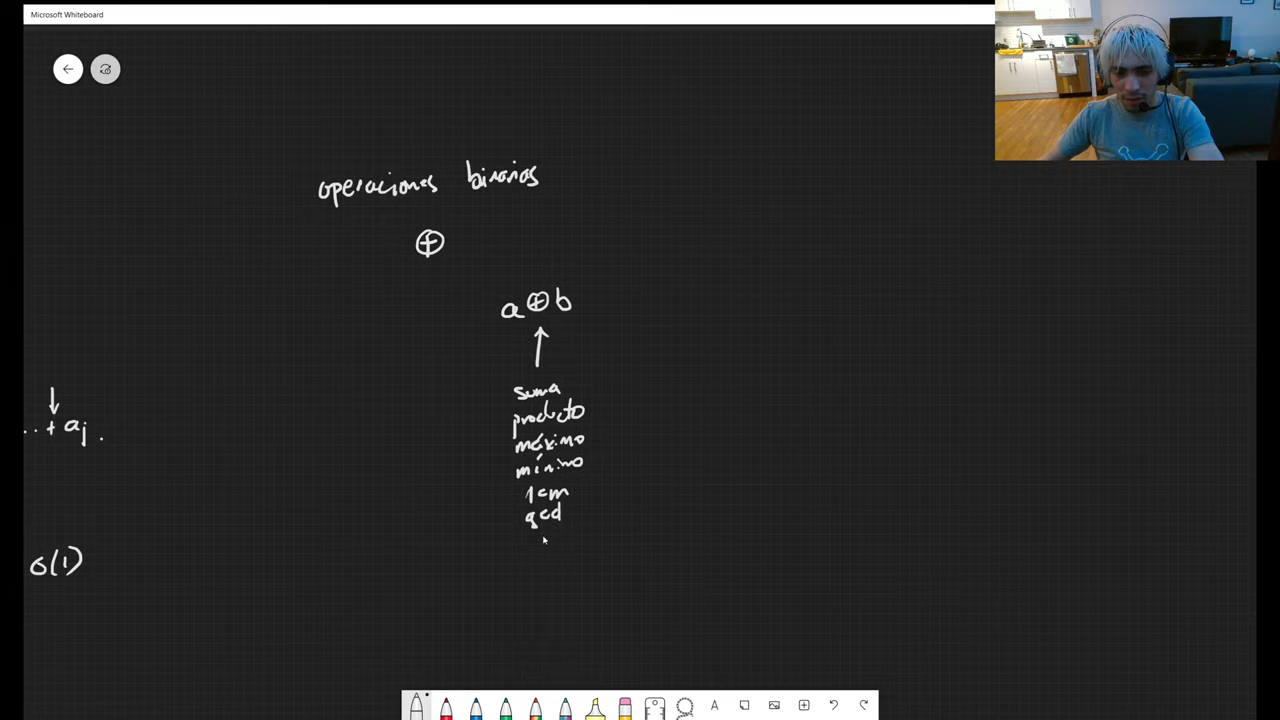 Microsoft Whiteboard
operaciones binarias
⊕
a ⊕ b
suma
producto
máximo
mínimo
lcm
gcd
.. + aj .
O(1)
A